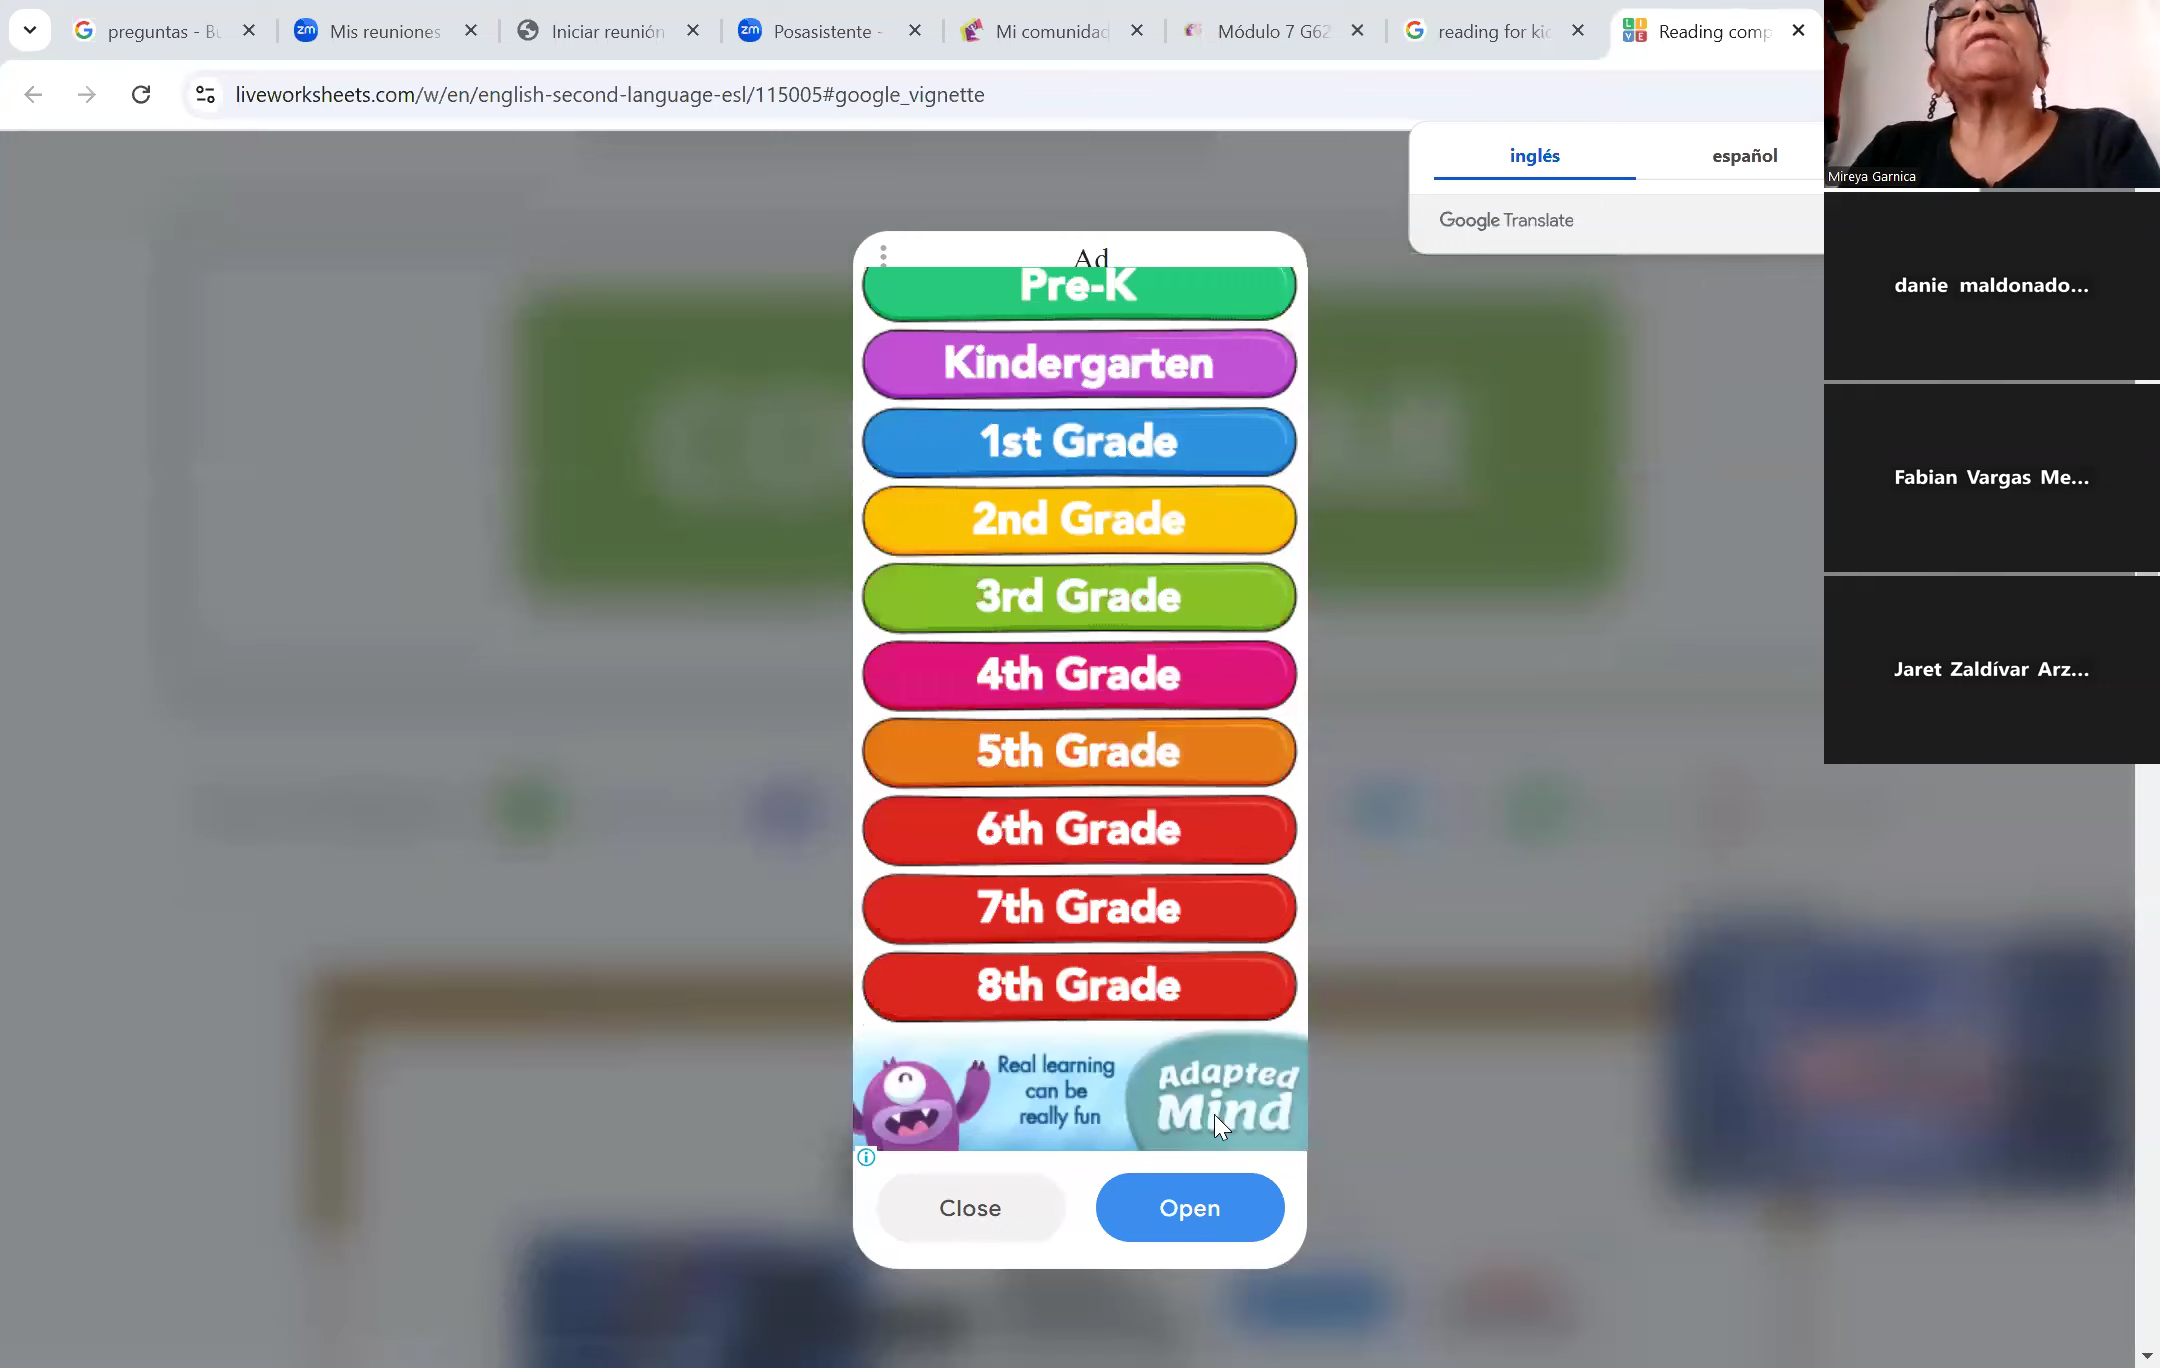 preguntas - Bu
Mis reuniones
Iniciar reunión
Posasistente -
Mi comunidad
Módulo 7 G62
reading for kid
Reading comp
liveworksheets.com/w/en/english-second-language-esl/115005#google_vignette
inglés
español
Google Translate
Mireya Garnica
danie maldonado...
Fabian Vargas Me...
Jaret Zaldívar Arz...
Ad
Pre-K
Kindergarten
1st Grade
2nd Grade
3rd Grade
4th Grade
5th Grade
6th Grade
7th Grade
8th Grade
Real learning
can be
really fun
Adapted
Mind
Close
Open